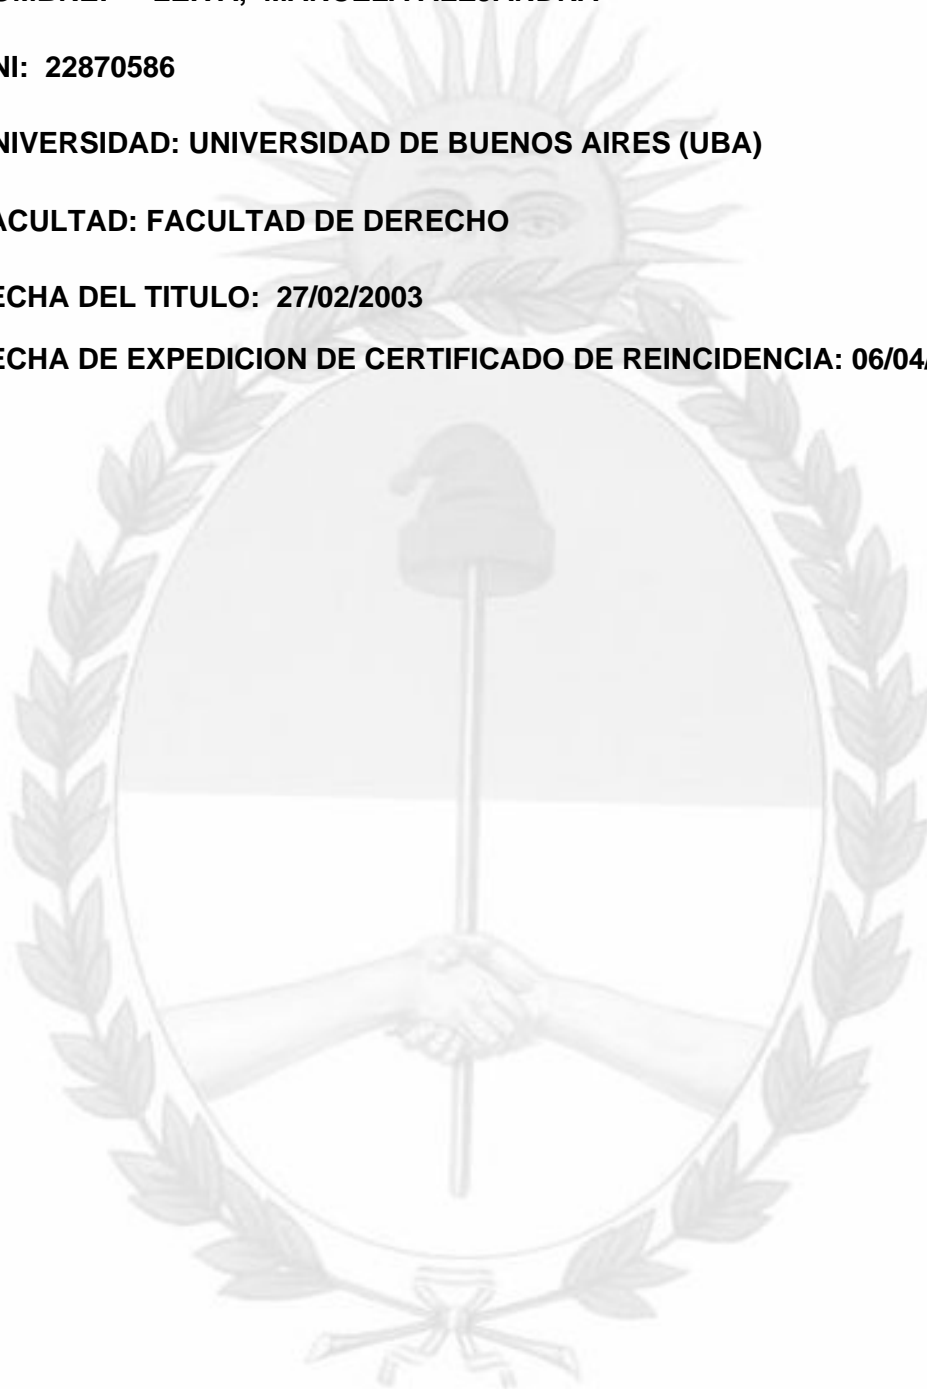 NI: 22870586
NIVERSIDAD: UNIVERSIDAD DE BUENOS AIRES (UBA)
ACULTAD: FACULTAD DE DERECHO
ECHA DEL TITULO: 27/02/2003
ECHA DE EXPEDICION DE CERTIFICADO DE REINCIDENCIA: 06/04/